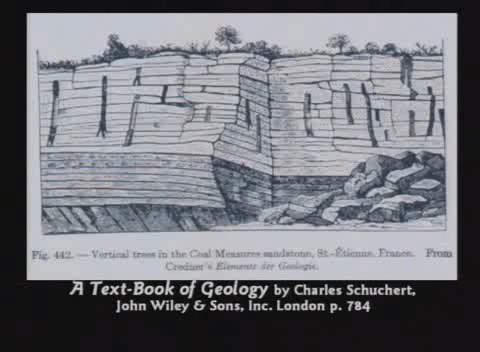 Fig. 442. — Vertical trees in the Coal Measures sandstone, St.-Étienne, France. From
Credner's Elemente der Geologie.
A Text-Book of Geology by Charles Schuchert,
John Wiley & Sons, Inc. London p. 784